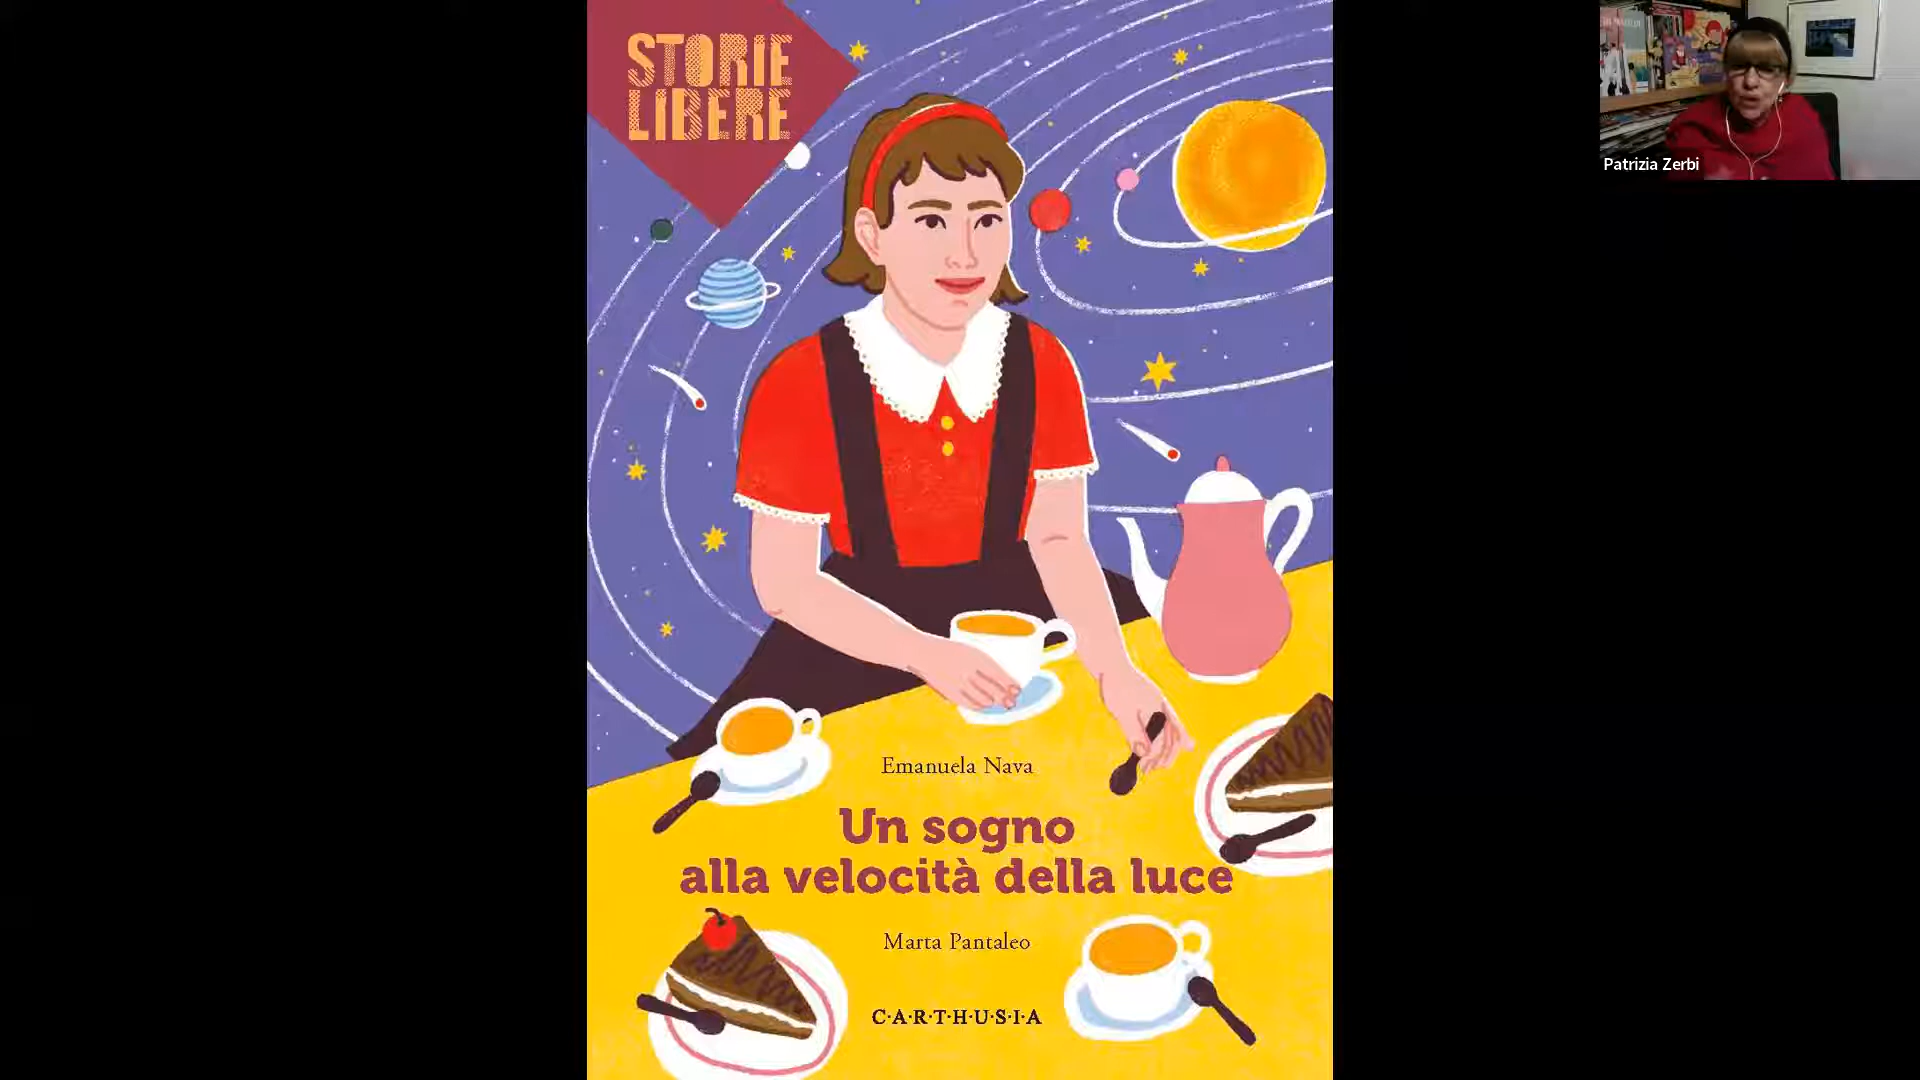 STORIE
LIBERE
Emanuela Nava
Un sogno
alla velocità della luce
Marta Pantaleo
C·A·R·T·H·U·S·I·A
Patrizia Zerbi